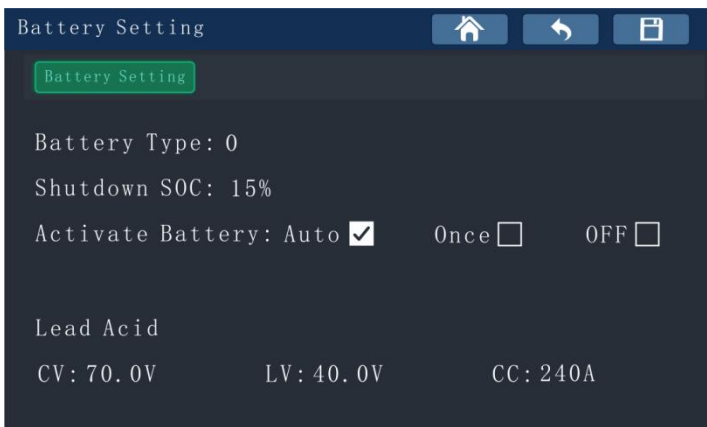 Battery Setting
Battery Setting
Battery Type: 0
Shutdown SOC: 15%
Activate Battery: Auto Once OFF
Lead Acid
CV: 70.0V LV: 40.0V CC: 240A